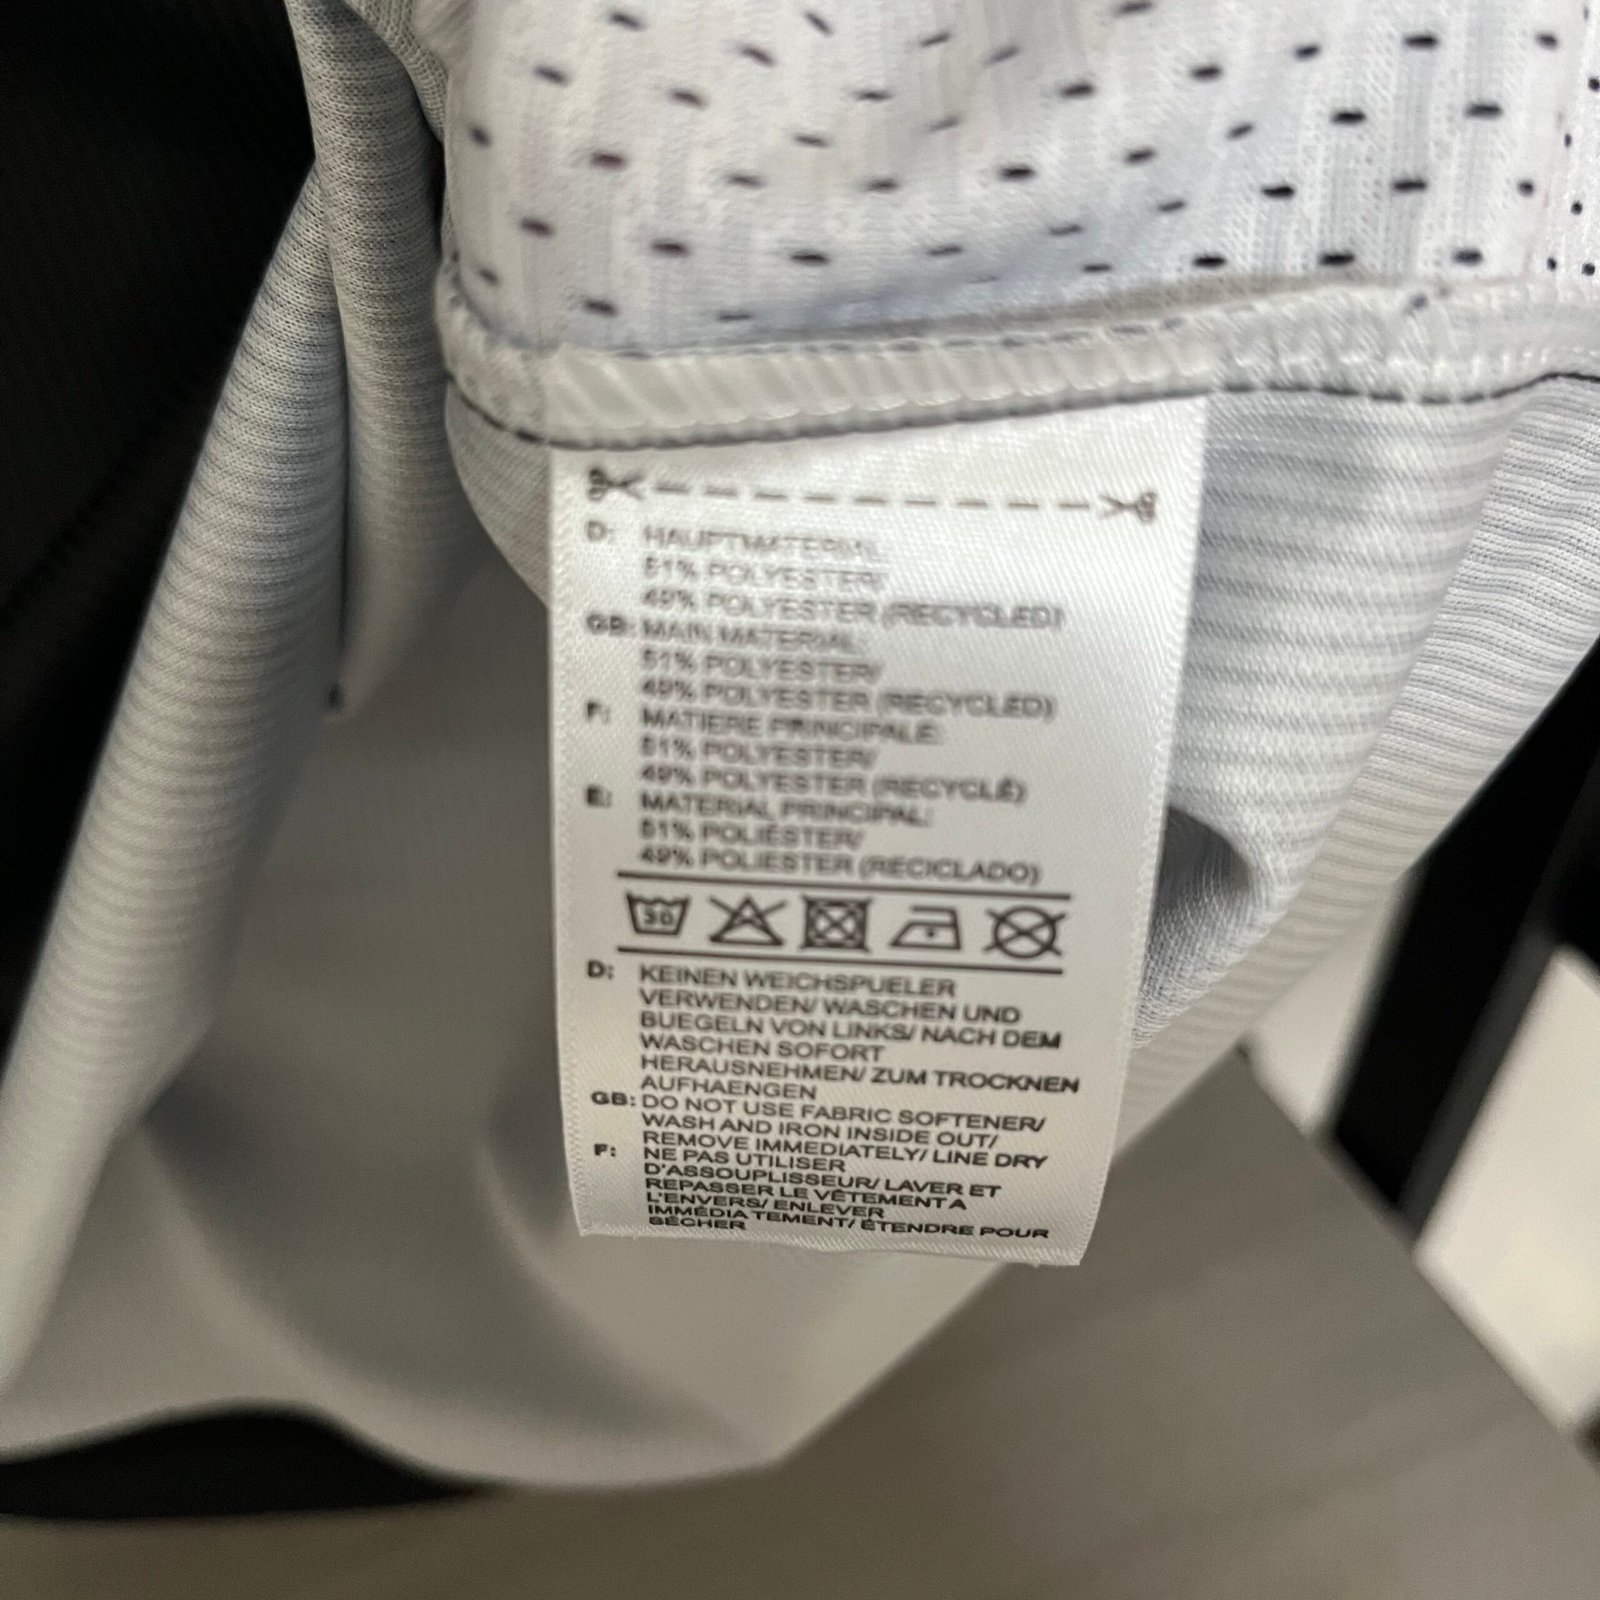 D: HAUPTMATERIAL:
51% POLYESTER/
49% POLYESTER (RECYCLED)
GB: MAIN MATERIAL:
51% POLYESTER/
49% POLYESTER (RECYCLED)
F: MATIERE PRINCIPALE:
51% POLYESTER/
49% POLYESTER (RECYCLÉ)
E: MATERIAL PRINCIPAL:
51% POLIÉSTER/
49% POLIESTER (RECICLADO)
30
D: KEINEN WEICHSPUELER
VERWENDEN/ WASCHEN UND
BUEGELN VON LINKS/ NACH DEM
WASCHEN SOFORT
HERAUSNEHMEN/ ZUM TROCKNEN
AUFHAENGEN
GB: DO NOT USE FABRIC SOFTENER/
WASH AND IRON INSIDE OUT/
REMOVE IMMEDIATELY/ LINE DRY
F: NE PAS UTILISER
D'ASSOUPLISSEUR/ LAVER ET
REPASSER LE VÊTEMENT A
L'ENVERS/ ENLEVER
IMMÉDIATEMENT/ ÉTENDRE POUR
SÉCHER